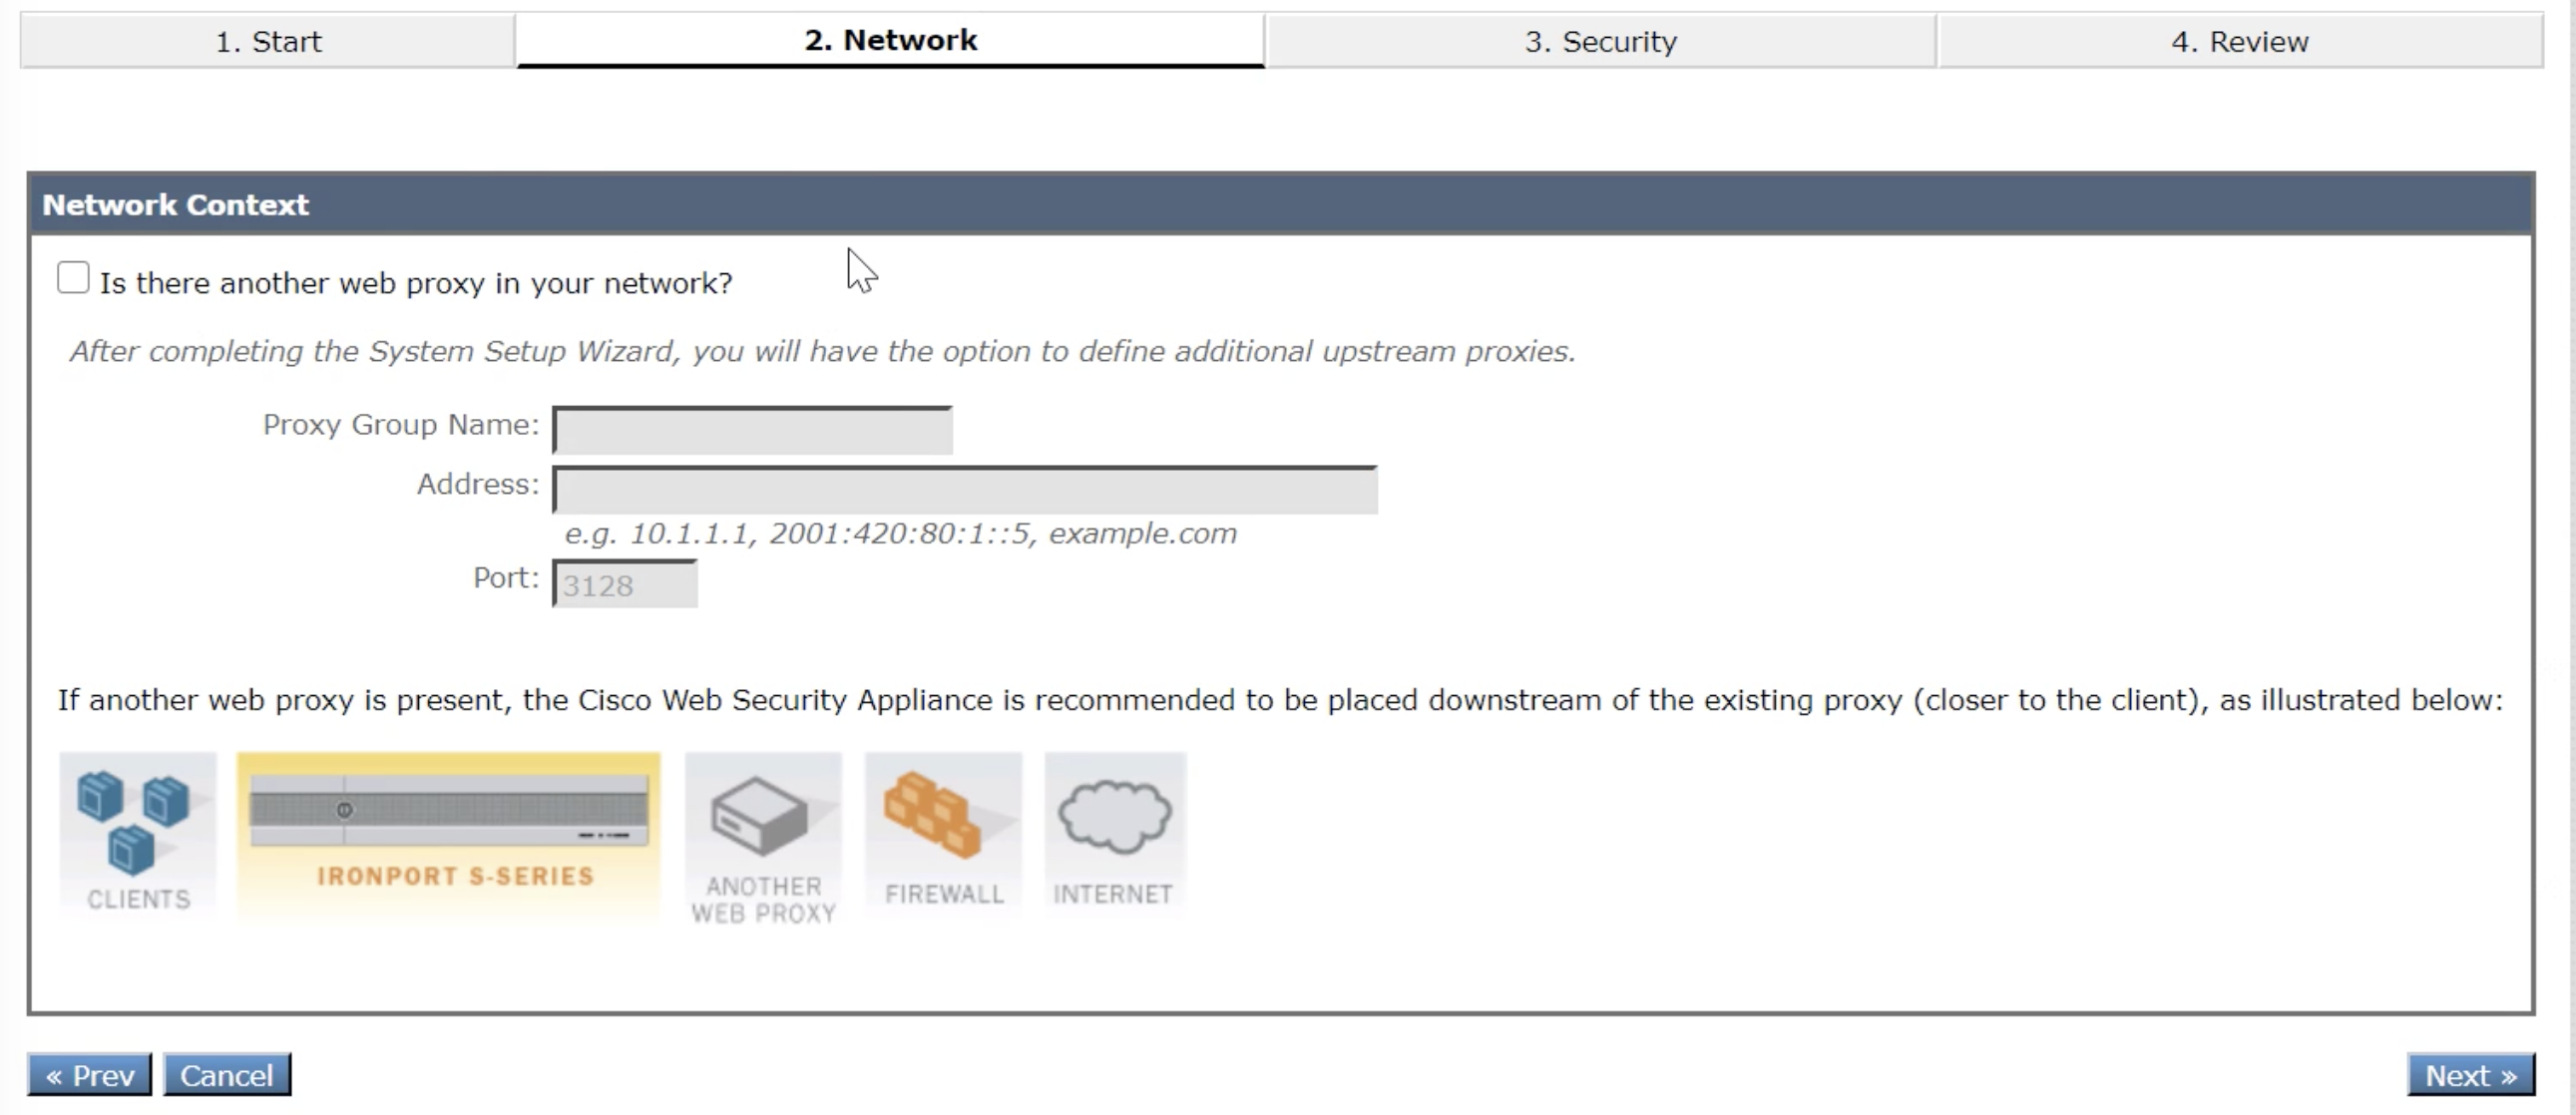 1. Start
2. Network
3. Security
4. Review
Network Context
Is there another web proxy in your network?
After completing the System Setup Wizard, you will have the option to define additional upstream proxies.
Proxy Group Name:
Address:
e.g. 10.1.1.1, 2001:420:80:1::5, example.com
Port: 3128
If another web proxy is present, the Cisco Web Security Appliance is recommended to be placed downstream of the existing proxy (closer to the client), as illustrated below:
CLIENTS
IRONPORT S-SERIES
ANOTHER
WEB PROXY
FIREWALL
INTERNET
« Prev
Cancel
Next »